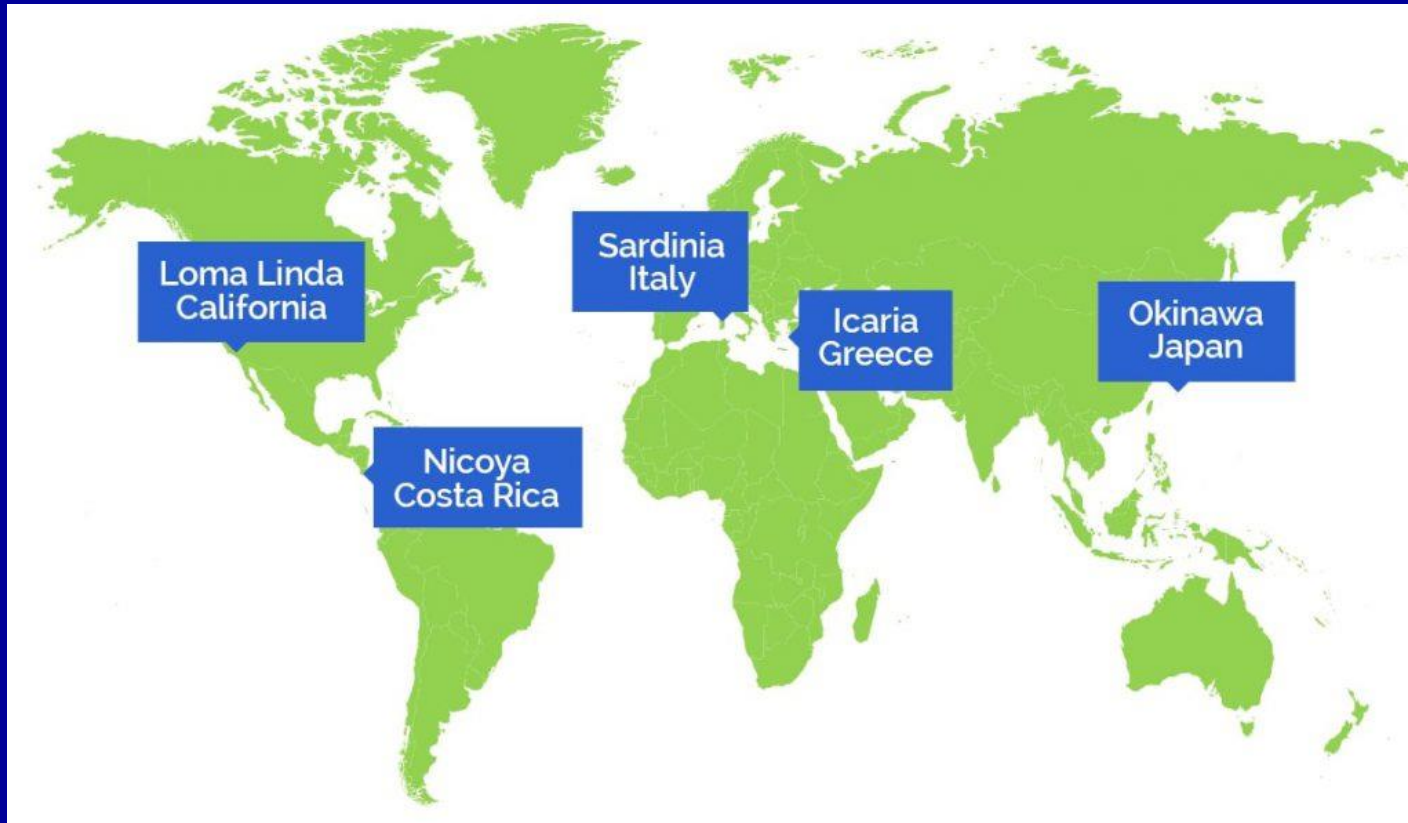 Loma Linda
California
Sardinia
Italy
Icaria
Greece
Okinawa
Japan
Nicoya
Costa Rica